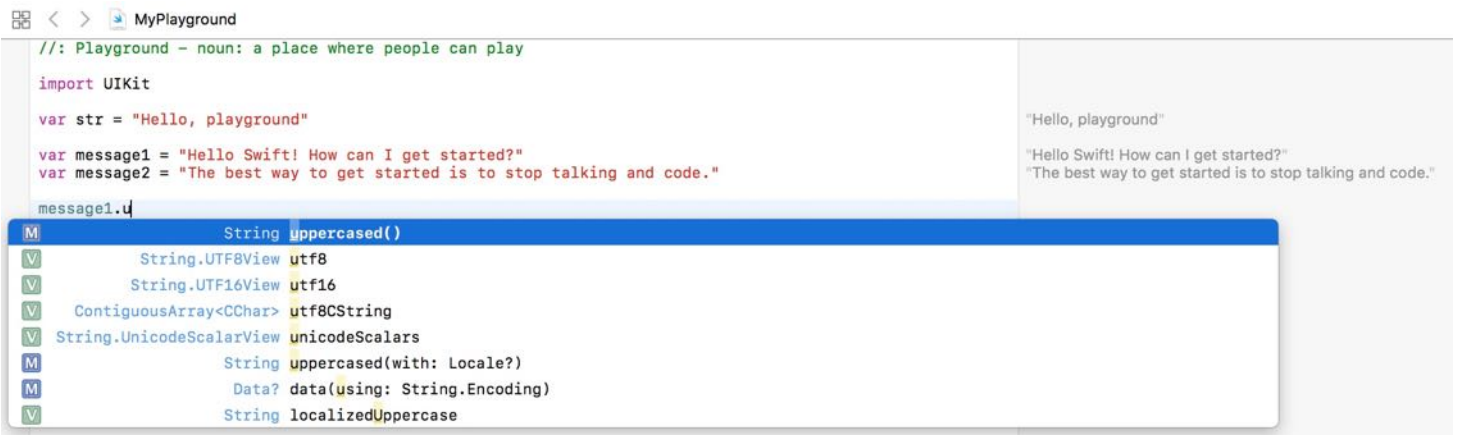 MyPlayground
//: Playground – noun: a place where people can play
import UIKit
var str = "Hello, playground"
"Hello, playground"
var message1 = "Hello Swift! How can I get started?"
"Hello Swift! How can I get started?"
var message2 = "The best way to get started is to stop talking and code."
"The best way to get started is to stop talking and code."
message1.u
M String uppercased()
V String.UTF8View utf8
V String.UTF16View utf16
V ContiguousArray<CChar> utf8CString
V String.UnicodeScalarView unicodeScalars
M String uppercased(with: Locale?)
M Data? data(using: String.Encoding)
V String localizedUppercase